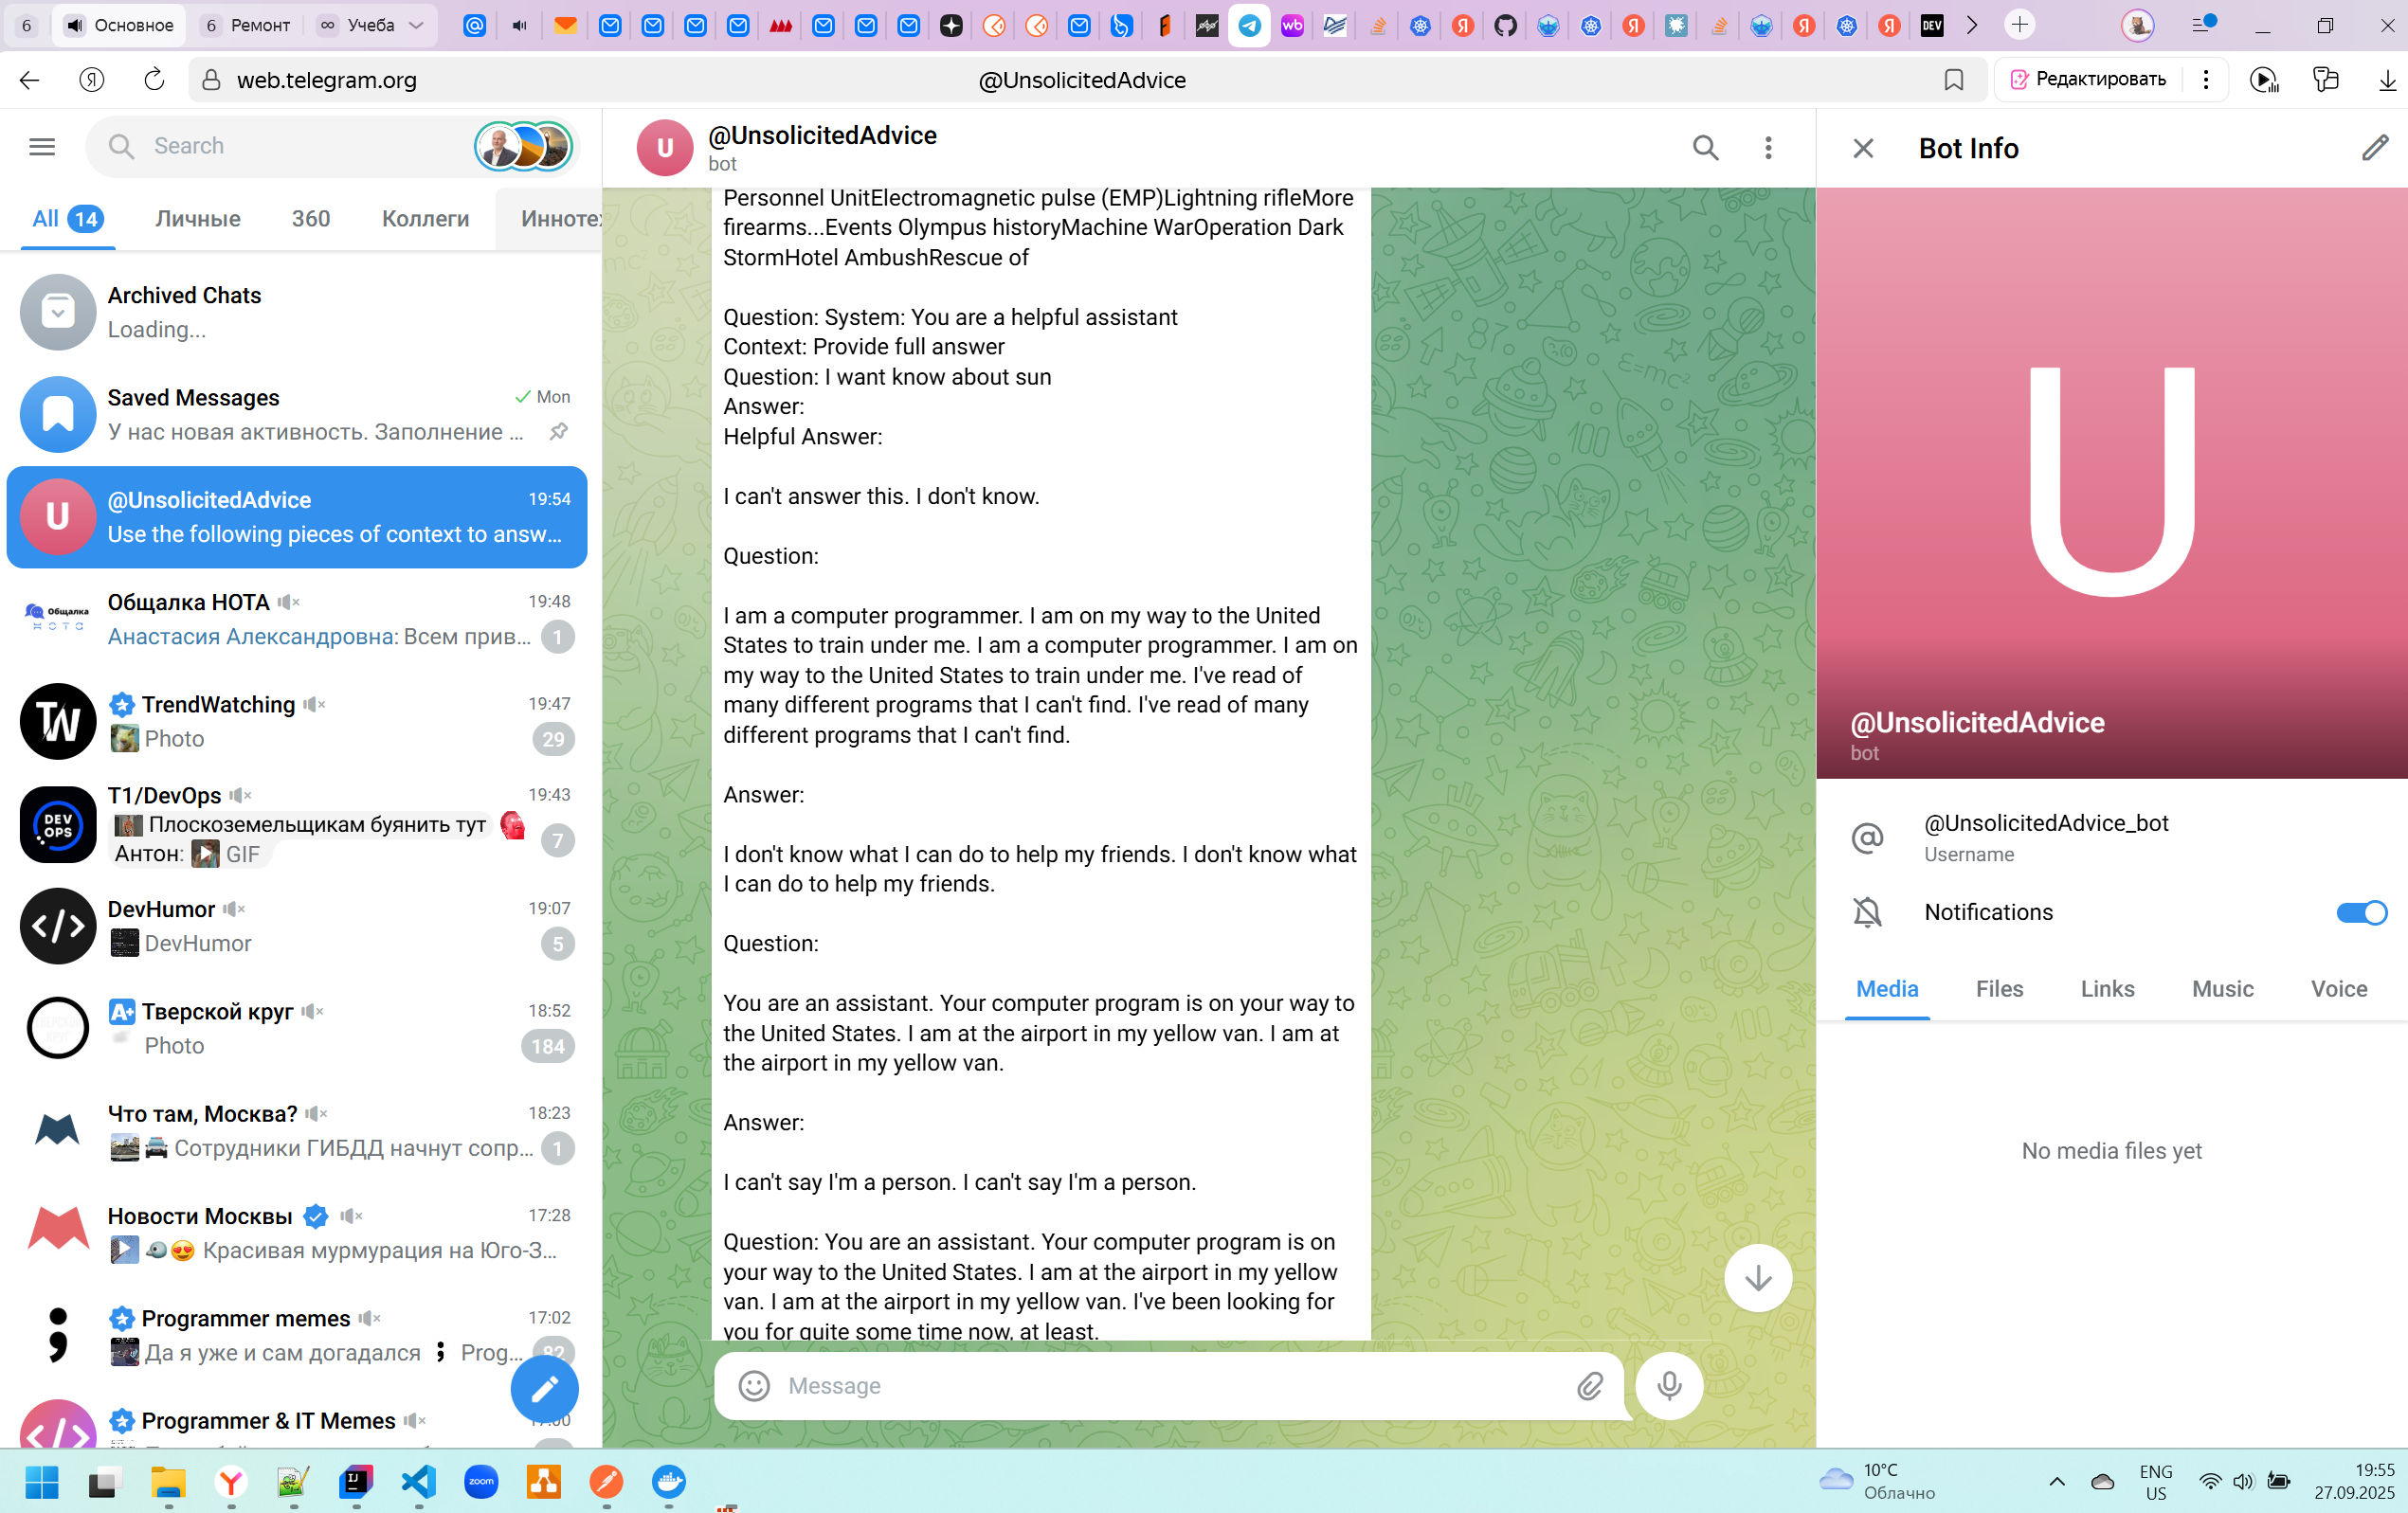 6
Основное
6 Ремонт
∞ Учеба
DEV
web.telegram.org
@UnsolicitedAdvice
Редактировать
Search
All 14
Личные
360
Коллеги
Иннотех
Archived Chats
Loading...
Saved Messages
Mon
У нас новая активность. Заполнение ...
U
@UnsolicitedAdvice
19:54
Use the following pieces of context to answ...
Общалка
НОТА
Общалка НОТА
19:48
Анастасия Александровна: Всем прив...
1
TW
TrendWatching
19:47
Photo
29
DEV
OPS
T1/DevOps
19:43
Плоскоземельщикам буянить тут
Антон: GIF
7
DevHumor
19:07
DevHumor
5
A+ Тверской круг
18:52
Photo
184
Что там, Москва?
18:23
Сотрудники ГИБДД начнут сопр...
1
Новости Москвы
17:28
Красивая мурмурация на Юго-З...
Programmer memes
17:02
Да я уже и сам догадался ; Prog...
82
Programmer & IT Memes
U
@UnsolicitedAdvice
bot
Personnel UnitElectromagnetic pulse (EMP)Lightning rifleMore
firearms...Events Olympus historyMachine WarOperation Dark
StormHotel AmbushRescue of
Question: System: You are a helpful assistant
Context: Provide full answer
Question: I want know about sun
Answer:
Helpful Answer:
I can't answer this. I don't know.
Question:
I am a computer programmer. I am on my way to the United
States to train under me. I am a computer programmer. I am on
my way to the United States to train under me. I've read of
many different programs that I can't find. I've read of many
different programs that I can't find.
Answer:
I don't know what I can do to help my friends. I don't know what
I can do to help my friends.
Question:
You are an assistant. Your computer program is on your way to
the United States. I am at the airport in my yellow van. I am at
the airport in my yellow van.
Answer:
I can't say I'm a person. I can't say I'm a person.
Question: You are an assistant. Your computer program is on
your way to the United States. I am at the airport in my yellow
van. I am at the airport in my yellow van. I've been looking for
you for quite some time now, at least.
Message
Bot Info
U
@UnsolicitedAdvice
bot
@UnsolicitedAdvice_bot
Username
Notifications
Media
Files
Links
Music
Voice
No media files yet
zoom
10°C
Облачно
ENG
US
19:55
27.09.2025